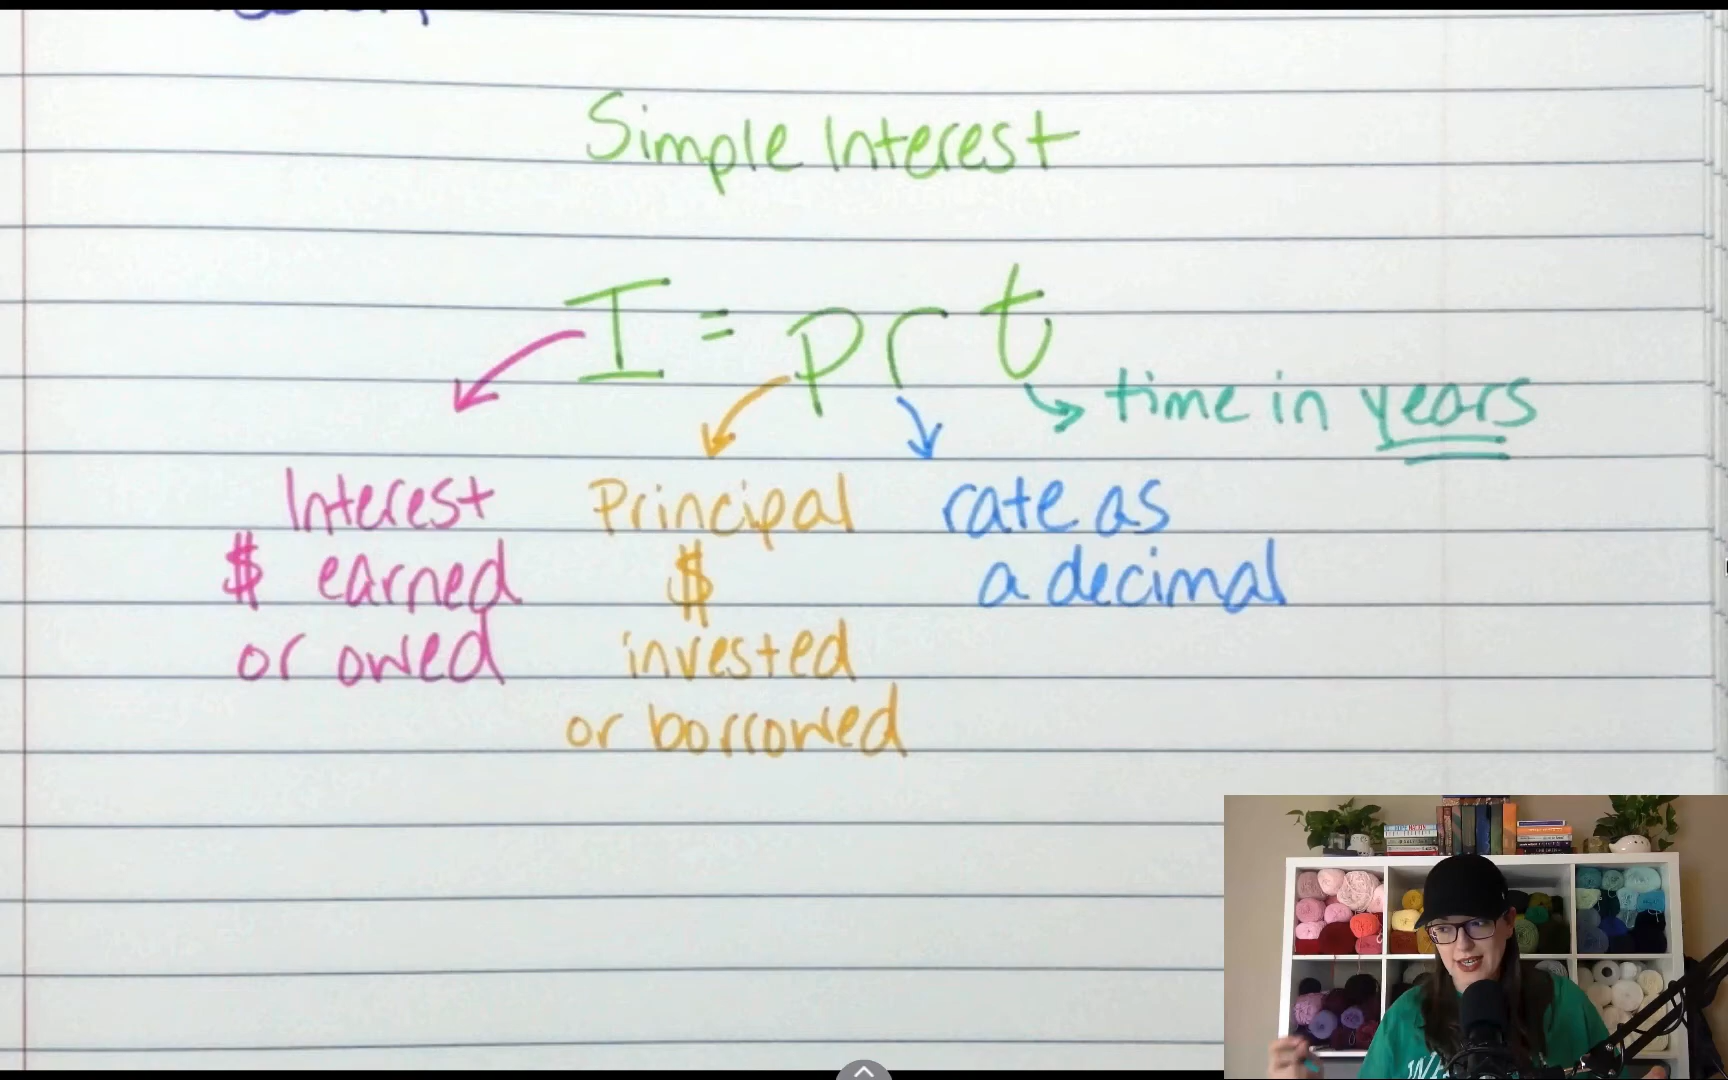 Simple Interest
I = prt
time in years
Interest
$ earned
or owed
Principal
$
invested
or borrowed
rate as
a decimal